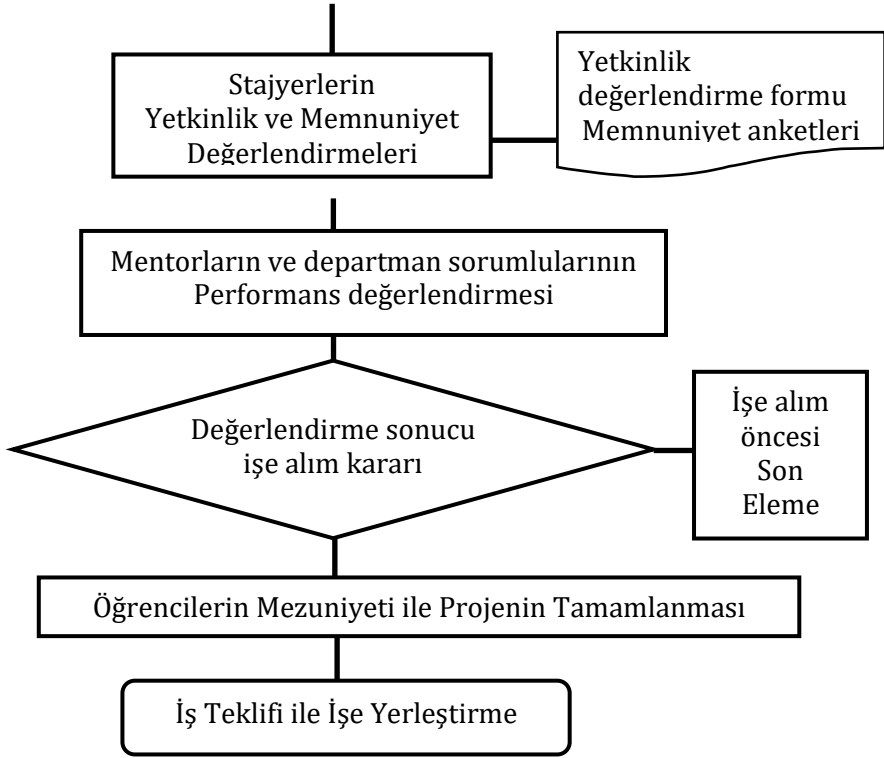 Stajyerlerin
Yetkinlik ve Memnuniyet
Değerlendirmeleri
Yetkinlik
değerlendirme formu
Memnuniyet anketleri
Mentorların ve departman sorumlularının
Performans değerlendirmesi
Değerlendirme sonucu
işe alım kararı
İşe alım
öncesi
Son
Eleme
Öğrencilerin Mezuniyeti ile Projenin Tamamlanması
İş Teklifi ile İşe Yerleştirme